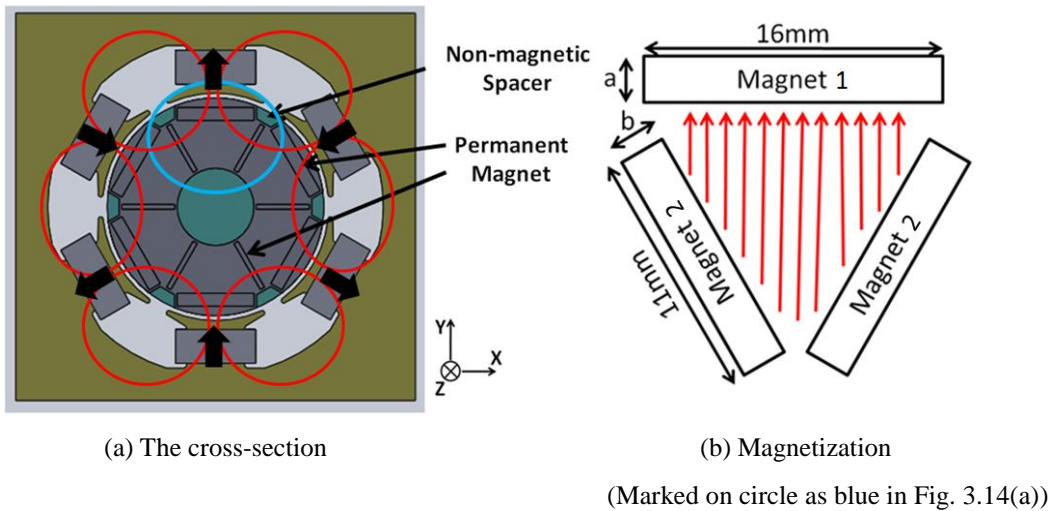 Non-magnetic
Spacer
Permanent
Magnet
Y
X
Z
16mm
a
Magnet 1
b
Magnet 2
11mm
Magnet 2
(a) The cross-section
(b) Magnetization
(Marked on circle as blue in Fig. 3.14(a))